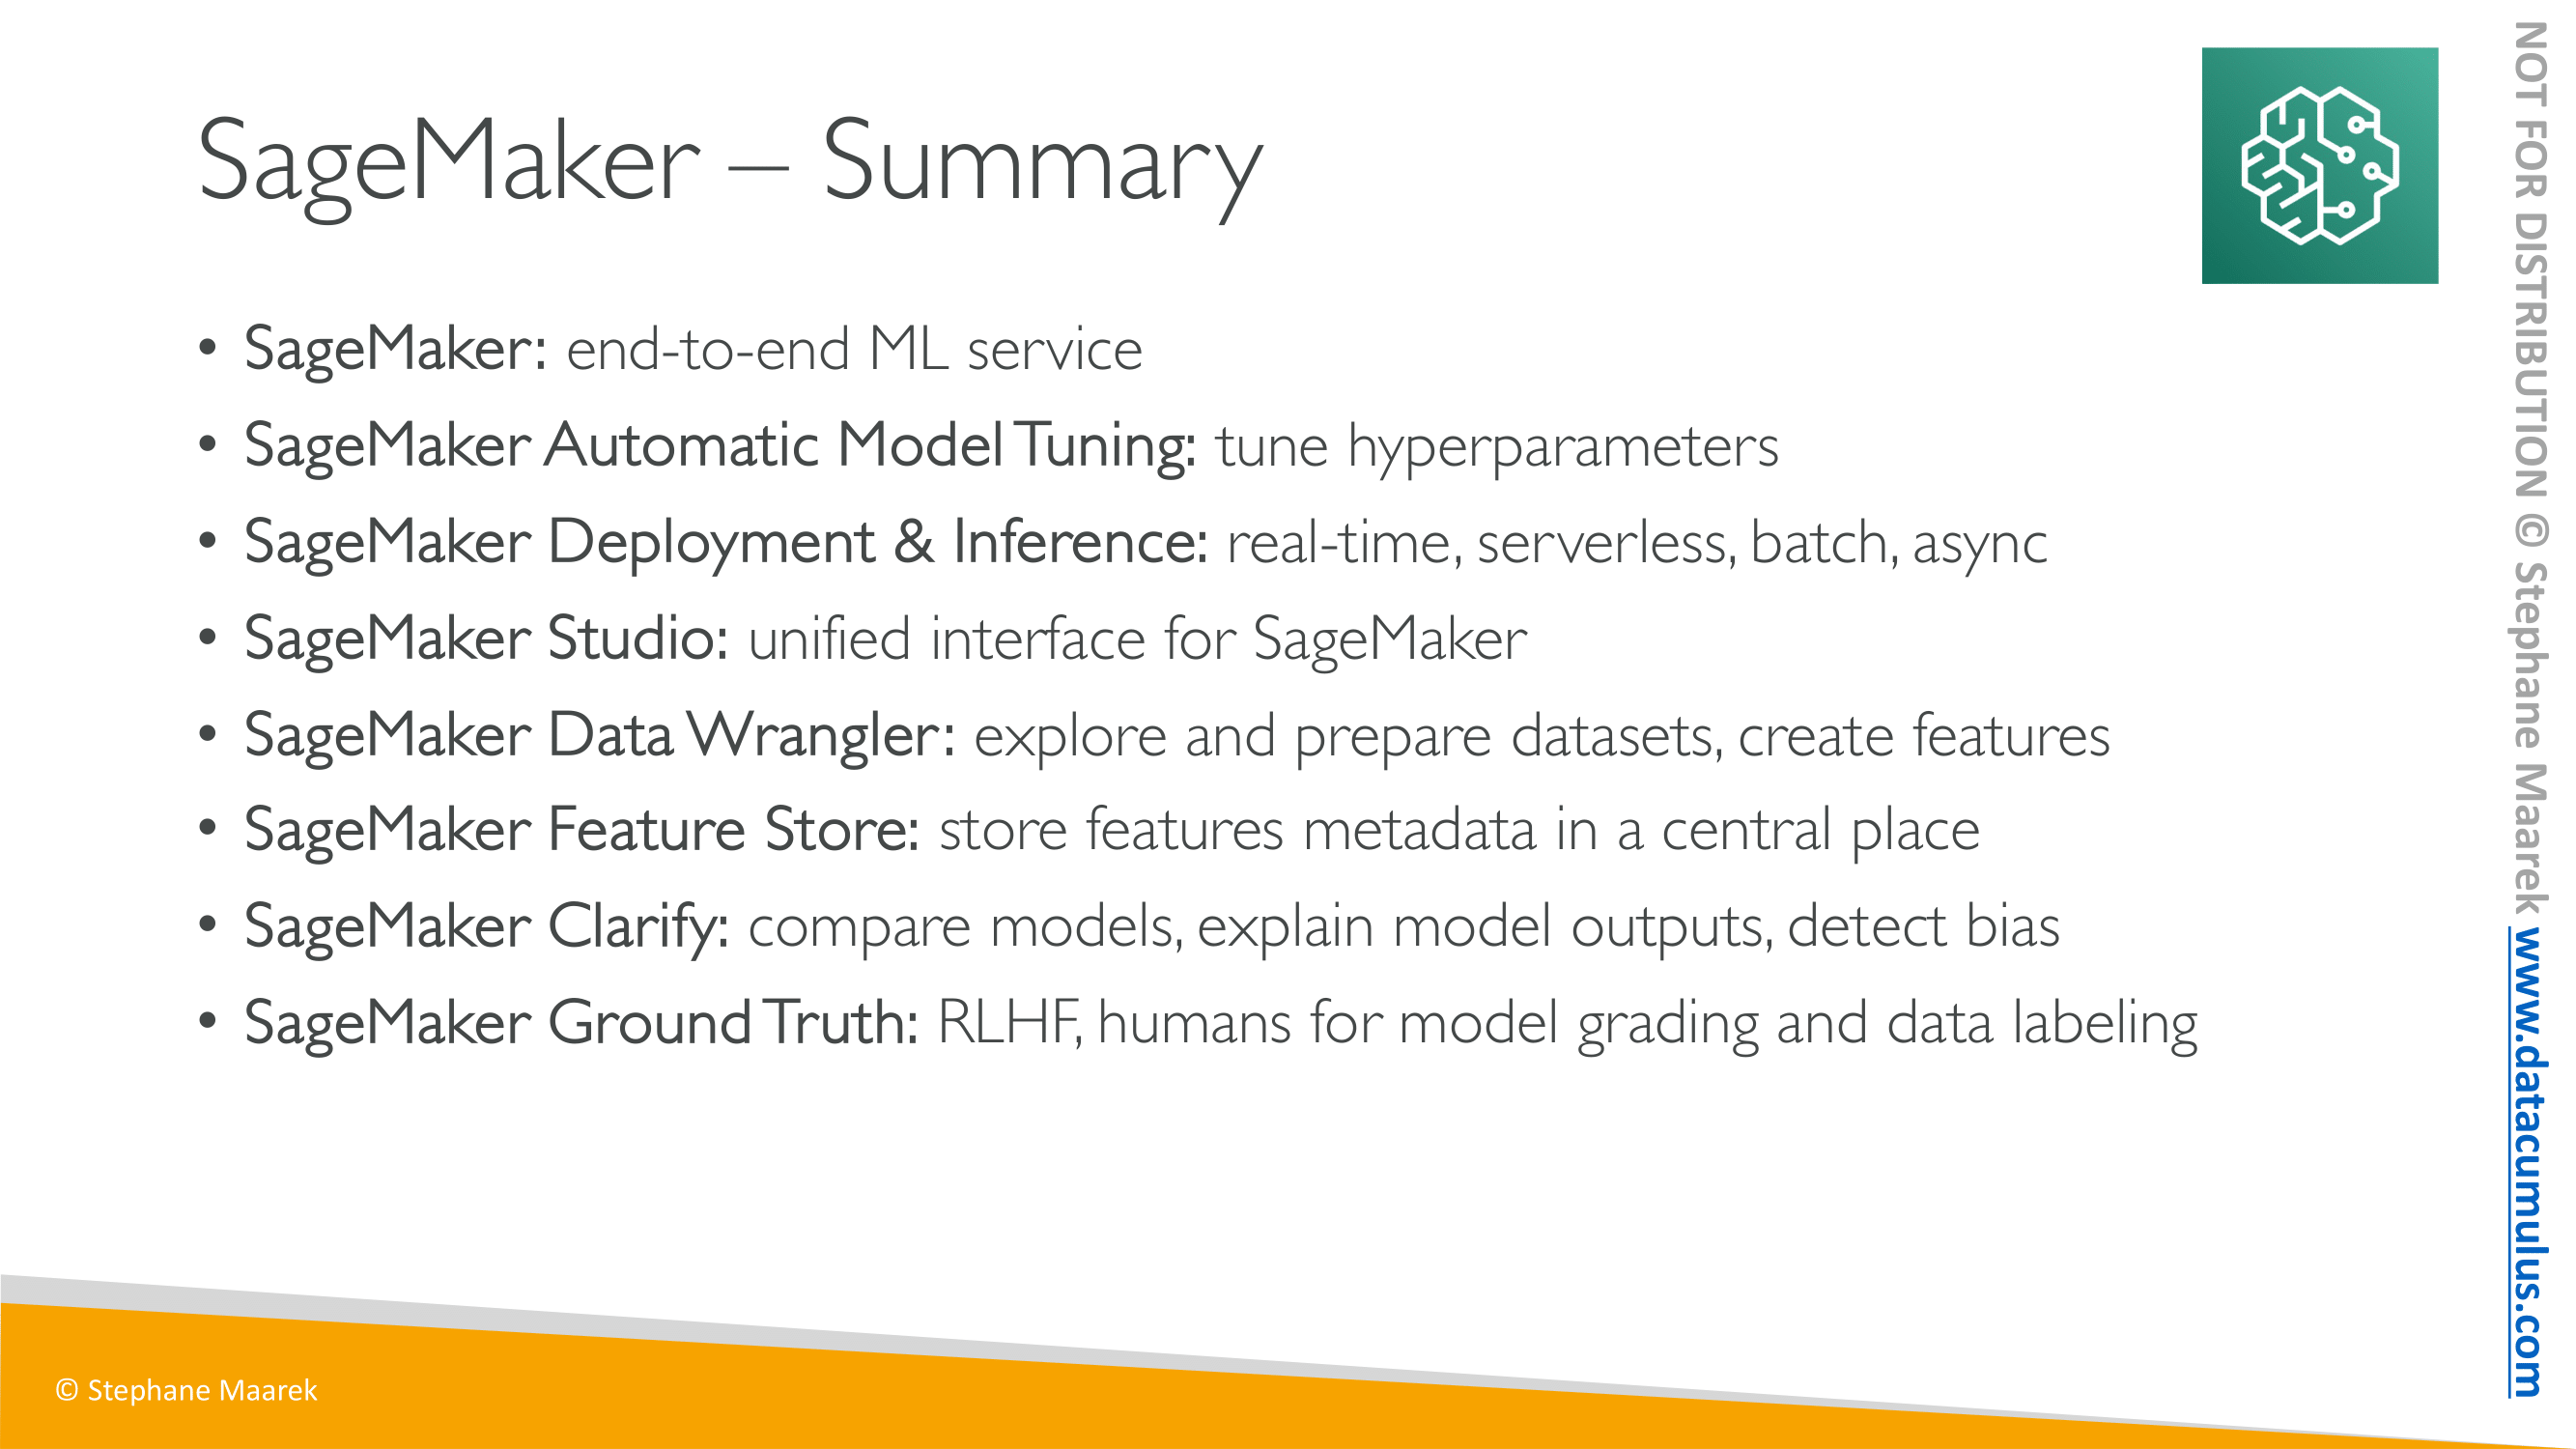 SageMaker – Summary
• SageMaker: end-to-end ML service
• SageMaker Automatic Model Tuning: tune hyperparameters
• SageMaker Deployment & Inference: real-time, serverless, batch, async
• SageMaker Studio: unified interface for SageMaker
• SageMaker Data Wrangler: explore and prepare datasets, create features
• SageMaker Feature Store: store features metadata in a central place
• SageMaker Clarify: compare models, explain model outputs, detect bias
• SageMaker Ground Truth: RLHF, humans for model grading and data labeling
© Stephane Maarek
NOT FOR DISTRIBUTION © Stephane Maarek www.datacumulus.com